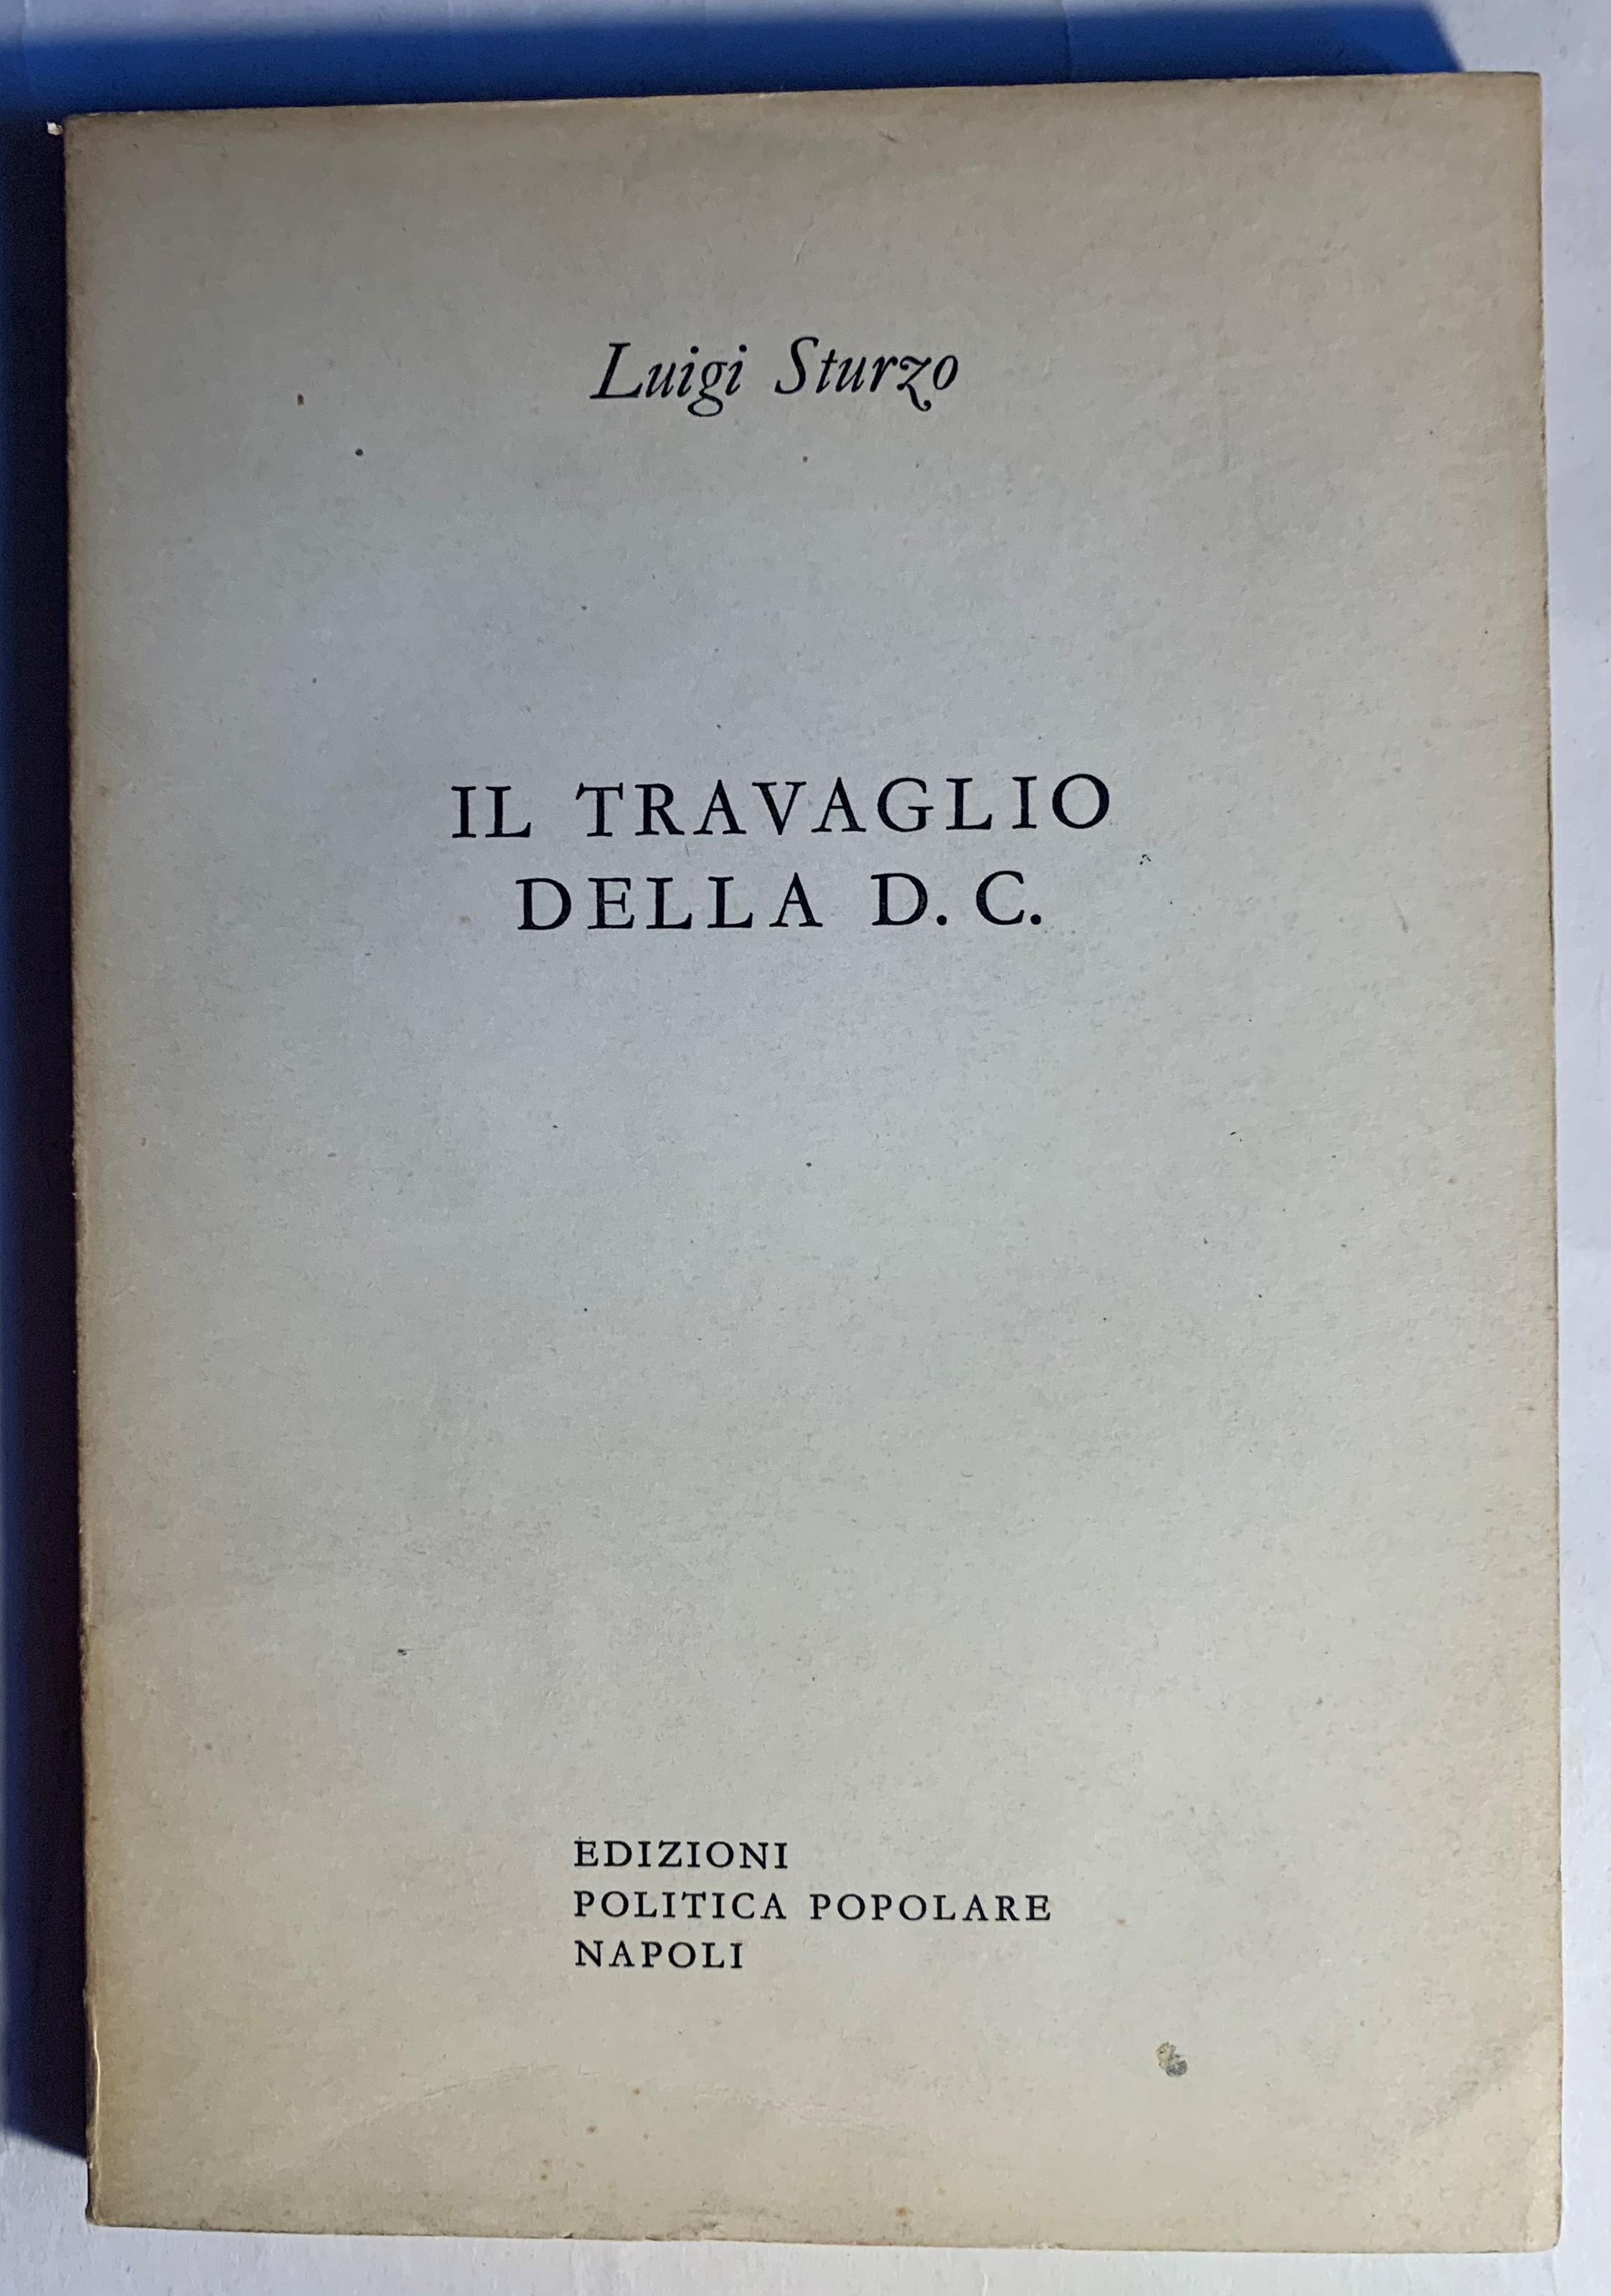 Luigi Sturzo
IL TRAVAGLIO
DELLA D. C.
EDIZIONI
POLITICA POPOLARE
NAPOLI